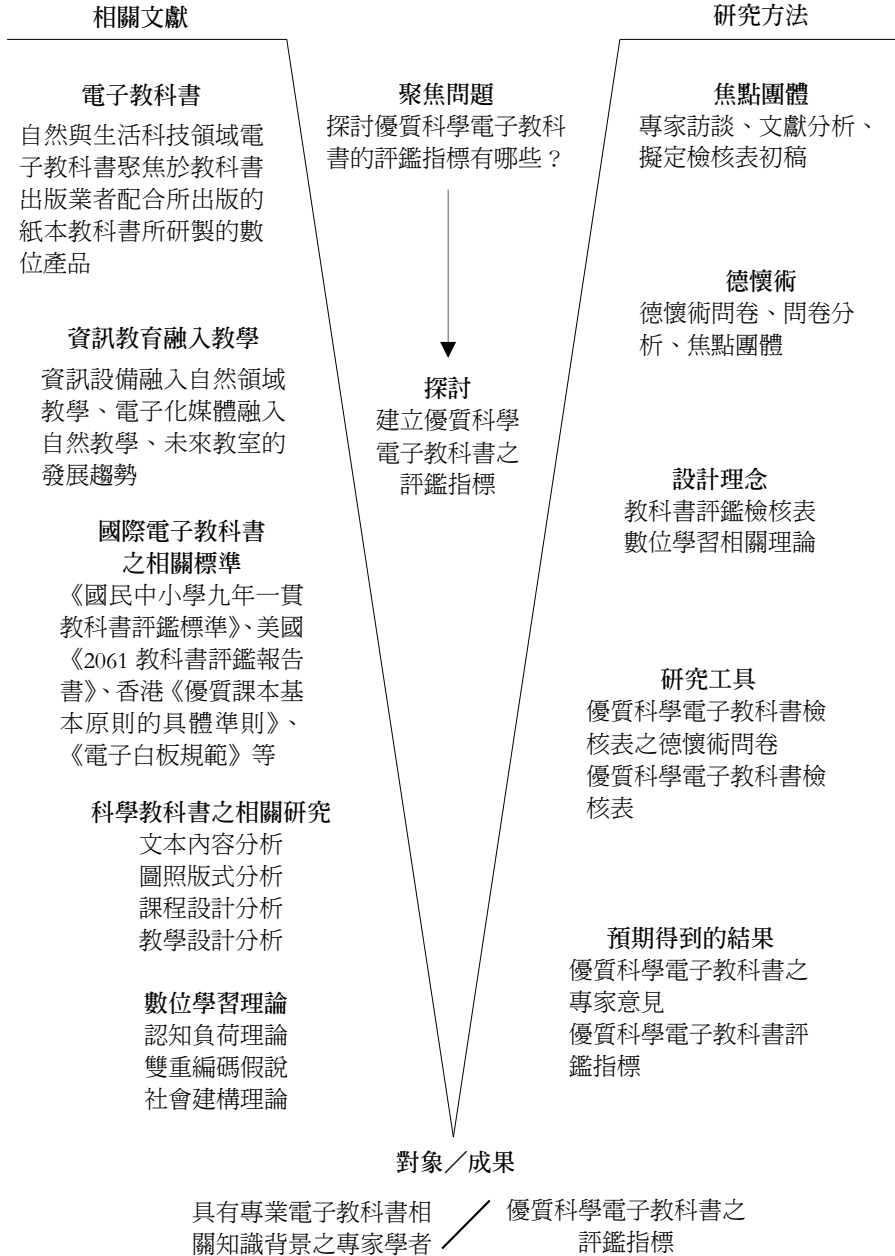 相關文獻
電子教科書
自然與生活科技領域電
子教科書聚焦於教科書
出版業者配合所出版的
紙本教科書所研製的數
位產品
資訊教育融入教學
資訊設備融入自然領域
教學、電子化媒體融入
自然教學、未來教室的
發展趨勢
國際電子教科書
之相關標準
《國民中小學九年一貫
教科書評鑑標準》、美國
《2061 教科書評鑑報告
書》、香港《優質課本基
本原則的具體準則》、
《電子白板規範》等
科學教科書之相關研究
文本內容分析
圖照版式分析
課程設計分析
教學設計分析
數位學習理論
認知負荷理論
雙重編碼假說
社會建構理論
聚焦問題
探討優質科學電子教科
書的評鑑指標有哪些？
探討
建立優質科學
電子教科書之
評鑑指標
研究方法
焦點團體
專家訪談、文獻分析、
擬定檢核表初稿
德懷術
德懷術問卷、問卷分
析、焦點團體
設計理念
教科書評鑑檢核表
數位學習相關理論
研究工具
優質科學電子教科書檢
核表之德懷術問卷
優質科學電子教科書檢
核表
預期得到的結果
優質科學電子教科書之
專家意見
優質科學電子教科書評
鑑指標
對象／成果
具有專業電子教科書相
關知識背景之專家學者
優質科學電子教科書之
評鑑指標